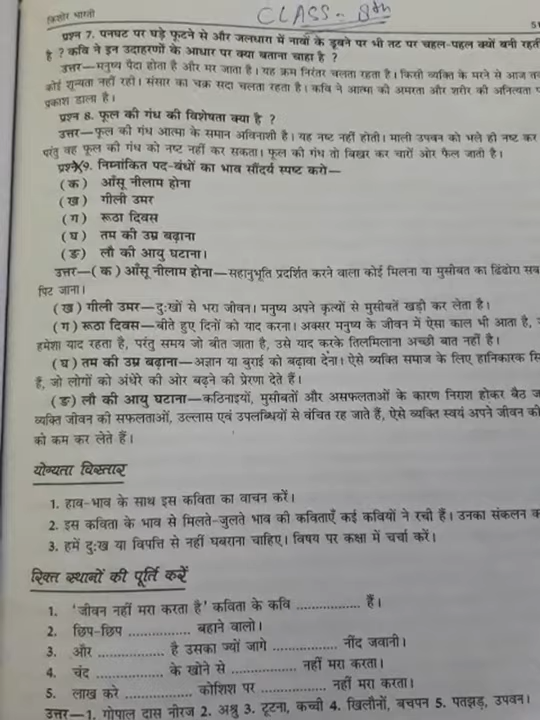 किशोर भारती
CLASS - 8th
51
प्रश्न 7. पनघट पर घड़े फूटने से और जलधारा में नावों के डूबने पर भी तट पर चहल-पहल क्यों बनी रहती
है ? कवि ने इन उदाहरणों के आधार पर क्या बताना चाहा है ?
उत्तर—मनुष्य पैदा होता है और मर जाता है। यह क्रम निरंतर चलता रहता है। किसी व्यक्ति के मरने से आज तक
कोई शून्यता नहीं रही। संसार का चक्र सदा चलता रहता है। कवि ने आत्मा की अमरता और शरीर की अनित्यता
प्रकाश डाला है।
प्रश्न 8. फूल की गंध की विशेषता क्या है ?
उत्तर—फूल की गंध आत्मा के समान अविनाशी है। यह नष्ट नहीं होती। माली उपवन को भले ही नष्ट कर
परंतु वह फूल की गंध को नष्ट नहीं कर सकता। फूल की गंध तो बिखर कर चारों ओर फैल जाती है।
प्रश्न 9. निम्नांकित पद-बंधों का भाव सौंदर्य स्पष्ट करो—
(क) आँसू नीलाम होना
(ख) गीली उमर
(ग) रूठा दिवस
(घ) तम की उम्र बढ़ाना
(ङ) लौ की आयु घटाना।
उत्तर—(क) आँसू नीलाम होना—सहानुभूति प्रदर्शित करने वाला कोई मिलना या मुसीबत का ढिंढोरा सब
पिट जाना।
(ख) गीली उमर—दुःखों से भरा जीवन। मनुष्य अपने कृत्यों से मुसीबतें खड़ी कर लेता है।
(ग) रूठा दिवस—बीते हुए दिनों को याद करना। अक्सर मनुष्य के जीवन में ऐसा काल भी आता है,
हमेशा याद रहता है, परंतु समय जो बीत जाता है, उसे याद करके तिलमिलाना अच्छी बात नहीं है।
(घ) तम की उम्र बढ़ाना—अज्ञान या बुराई को बढ़ावा देना। ऐसे व्यक्ति समाज के लिए हानिकारक
हैं, जो लोगों को अंधेरे की ओर बढ़ने की प्रेरणा देते हैं।
(ङ) लौ की आयु घटाना—कठिनाइयों, मुसीबतों और असफलताओं के कारण निराश होकर बैठ
व्यक्ति जीवन की सफलताओं, उल्लास एवं उपलब्धियों से वंचित रह जाते हैं, ऐसे व्यक्ति स्वयं अपने जीवन की
को कम कर लेते हैं।
योग्यता विस्तार
1. हाव-भाव के साथ इस कविता का वाचन करें।
2. इस कविता के भाव से मिलते-जुलते भाव की कविताएँ कई कवियों ने रची हैं। उनका संकलन
3. हमें दुःख या विपत्ति से नहीं घबराना चाहिए। विषय पर कक्षा में चर्चा करें।
रिक्त स्थानों की पूर्ति करें
1. 'जीवन नहीं मरा करता है' कविता के कवि ................ हैं।
2. छिप-छिप ................ बहाने वालो।
3. और ................ है उसका ज्यों जागे ................ नींद जवानी।
4. चंद ................ के खोने से ................ नहीं मरा करता।
5. लाख करे ................ कोशिश पर ................ नहीं मरा करता।
उत्तर—1. गोपाल दास नीरज 2. अश्रु 3. टूटना, कच्ची 4. खिलौनों, बचपन 5. पतझड़, उपवन।